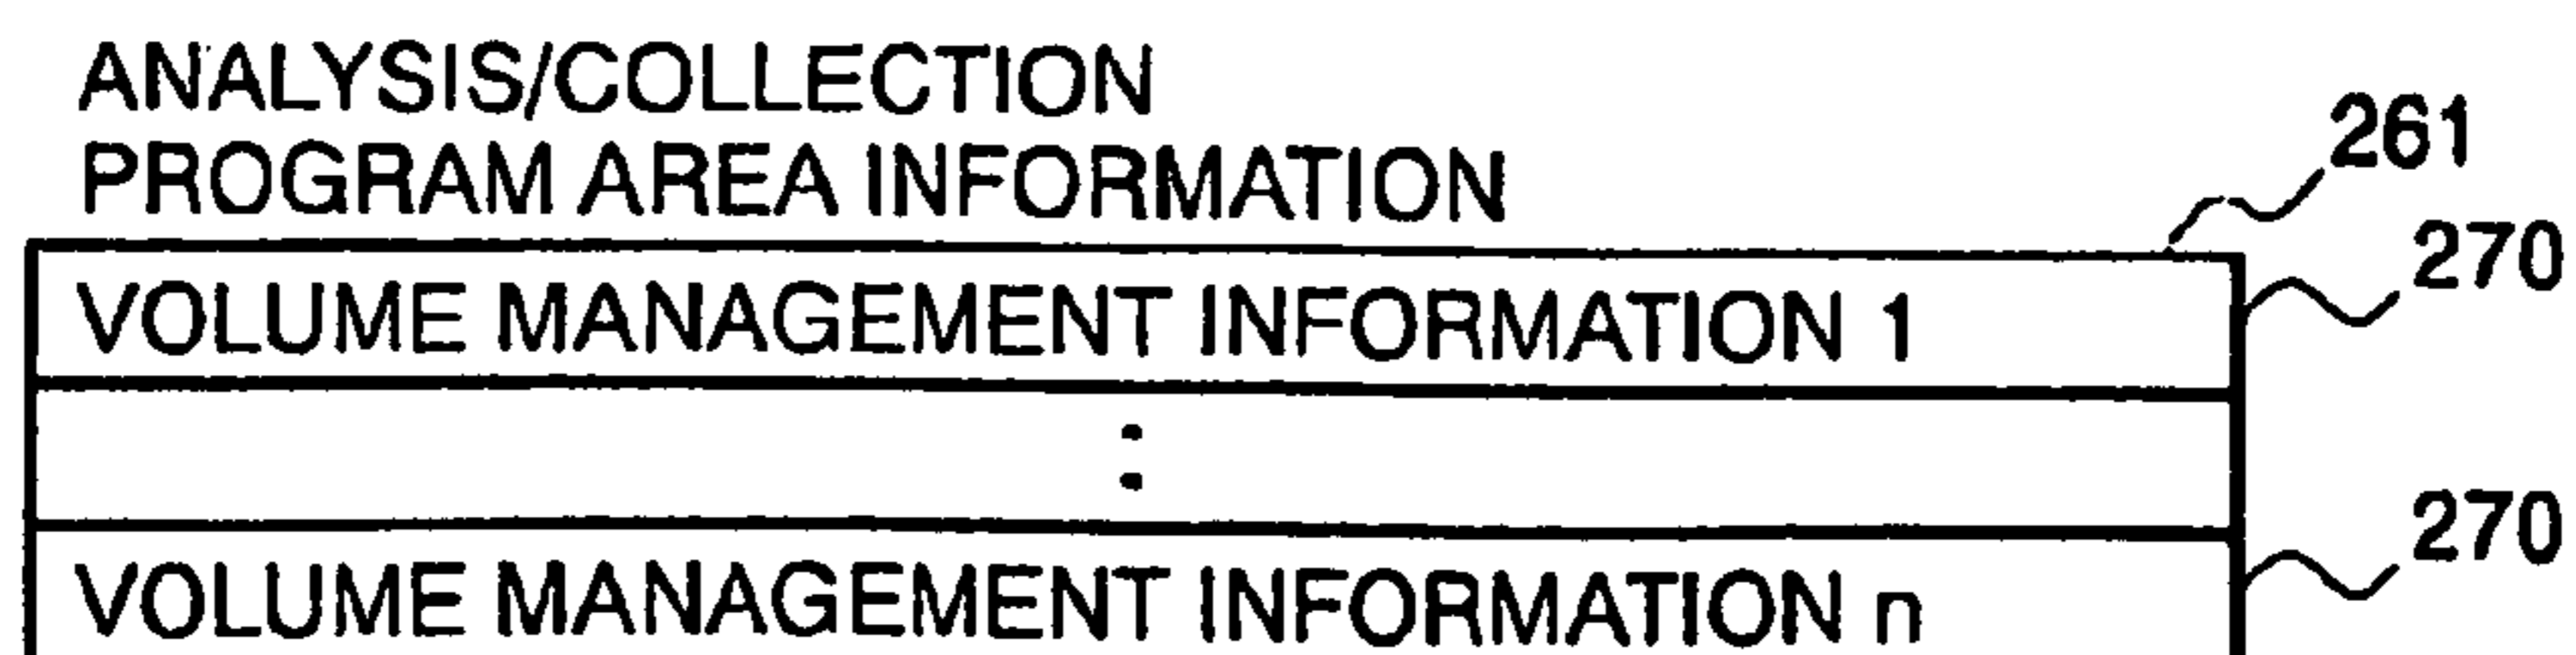 ANALYSIS/COLLECTION
PROGRAM AREA INFORMATION
261
VOLUME MANAGEMENT INFORMATION 1
270
:
VOLUME MANAGEMENT INFORMATION n
270